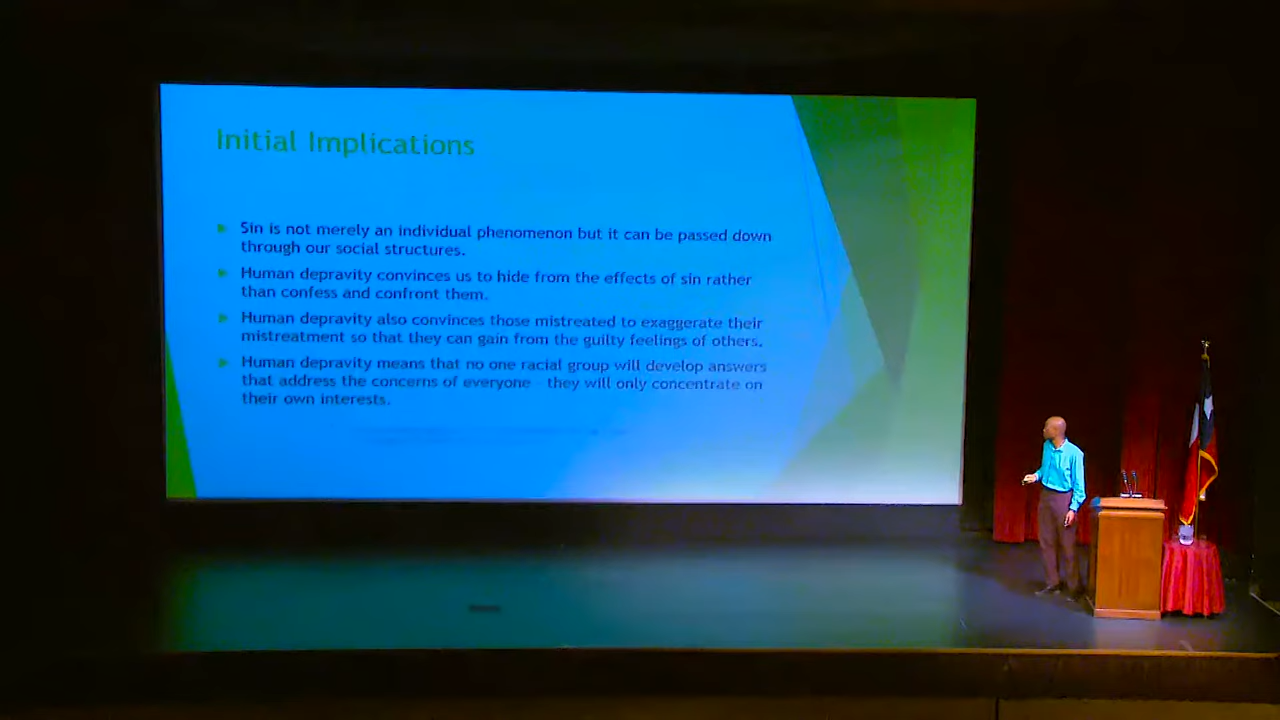 Initial Implications
Sin is not merely an individual phenomenon but it can be passed down
through our social structures.
Human depravity convinces us to hide from the effects of sin rather
than confess and confront them.
Human depravity also convinces those mistreated to exaggerate their
mistreatment so that they can gain from the guilty feelings of others.
Human depravity means that no one racial group will develop answers
that address the concerns of everyone – they will only concentrate on
their own interests.